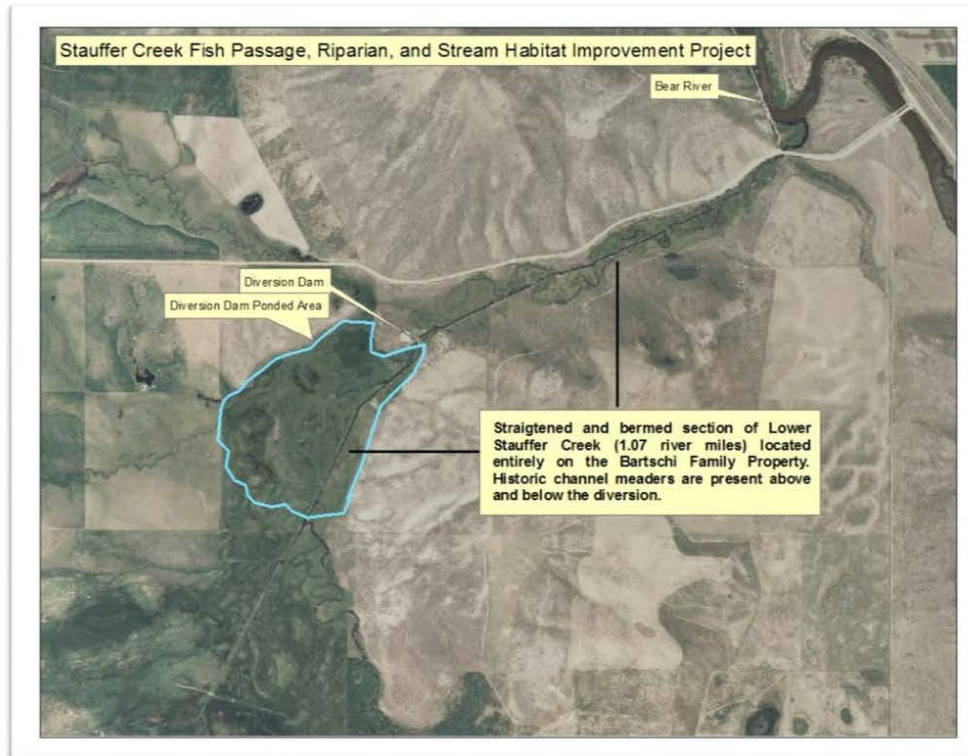 Stauffer Creek Fish Passage, Riparian, and Stream Habitat Improvement Project
Bear River
Diversion Dam
Diversion Dam Ponded Area
Straigtened and bermed section of Lower
Stauffer Creek (1.07 river miles) located
entirely on the Bartschi Family Property.
Historic channel meaders are present above
and below the diversion.